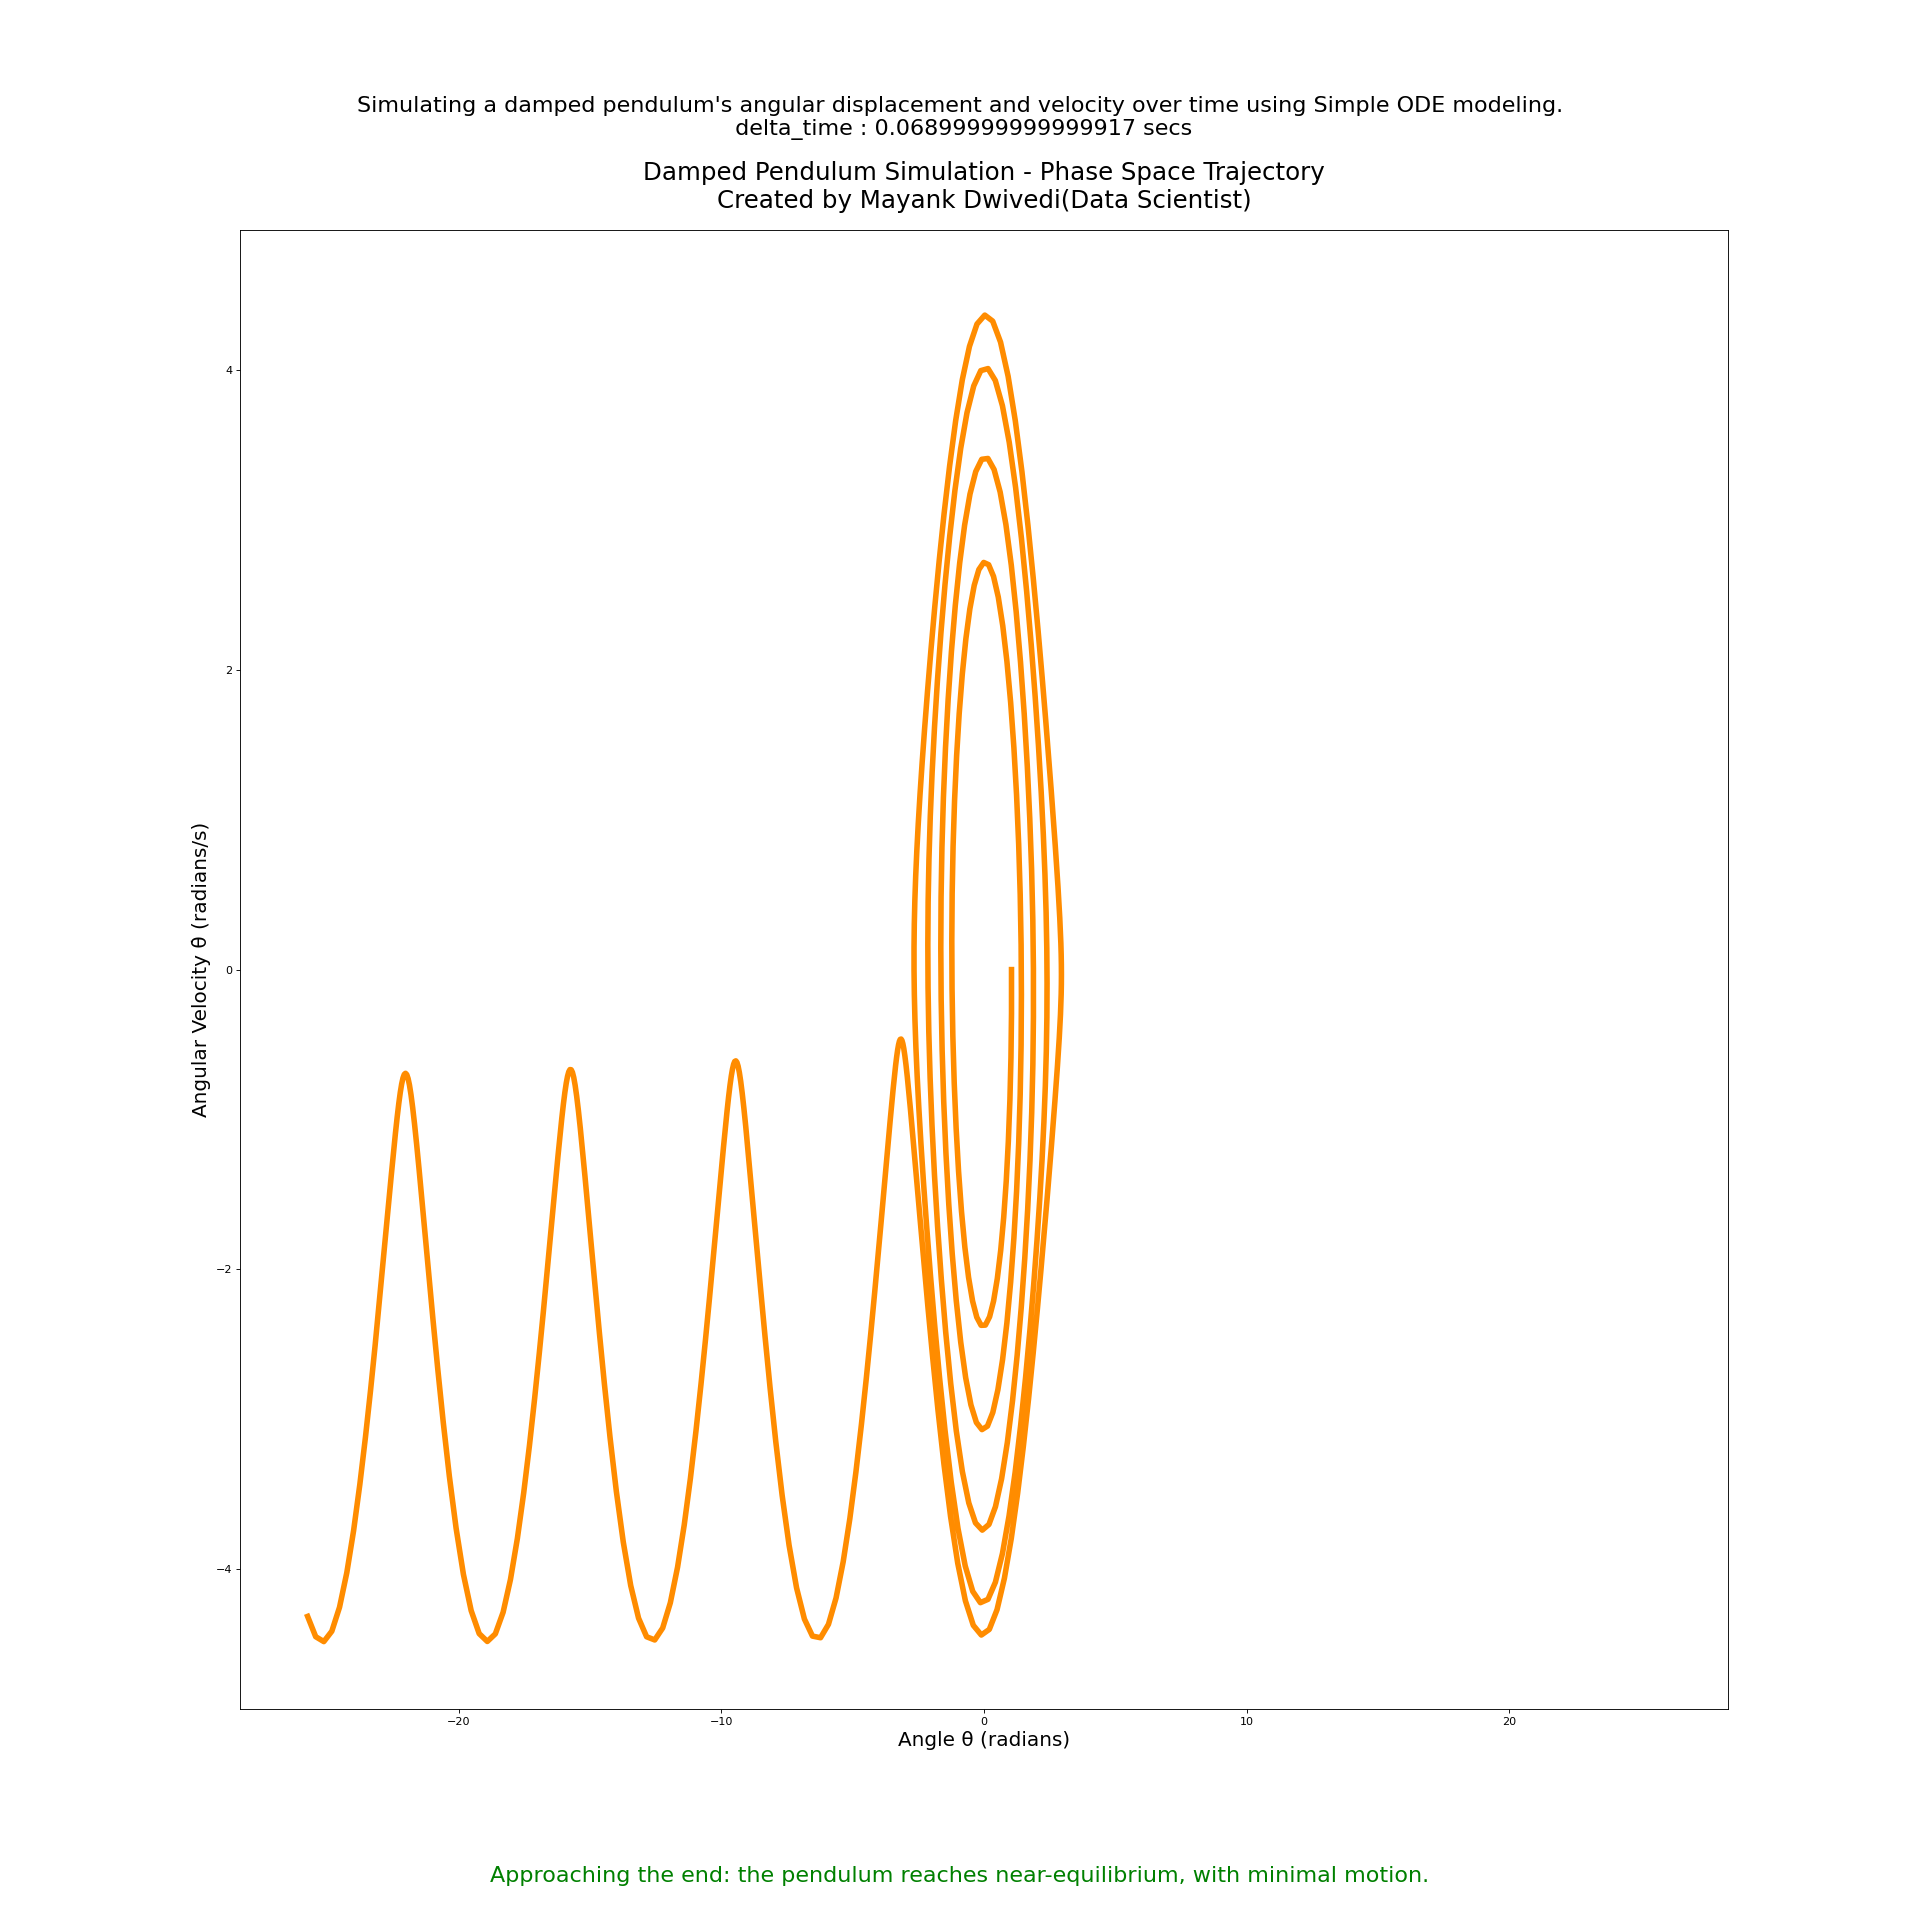 Simulating a damped pendulum's angular displacement and velocity over time using Simple ODE modeling.
delta_time : 0.06899999999999917 secs
Damped Pendulum Simulation - Phase Space Trajectory
Created by Mayank Dwivedi(Data Scientist)
Angular Velocity θ (radians/s)
4
2
0
−2
−4
−20
−10
0
10
20
Angle θ (radians)
Approaching the end: the pendulum reaches near-equilibrium, with minimal motion.